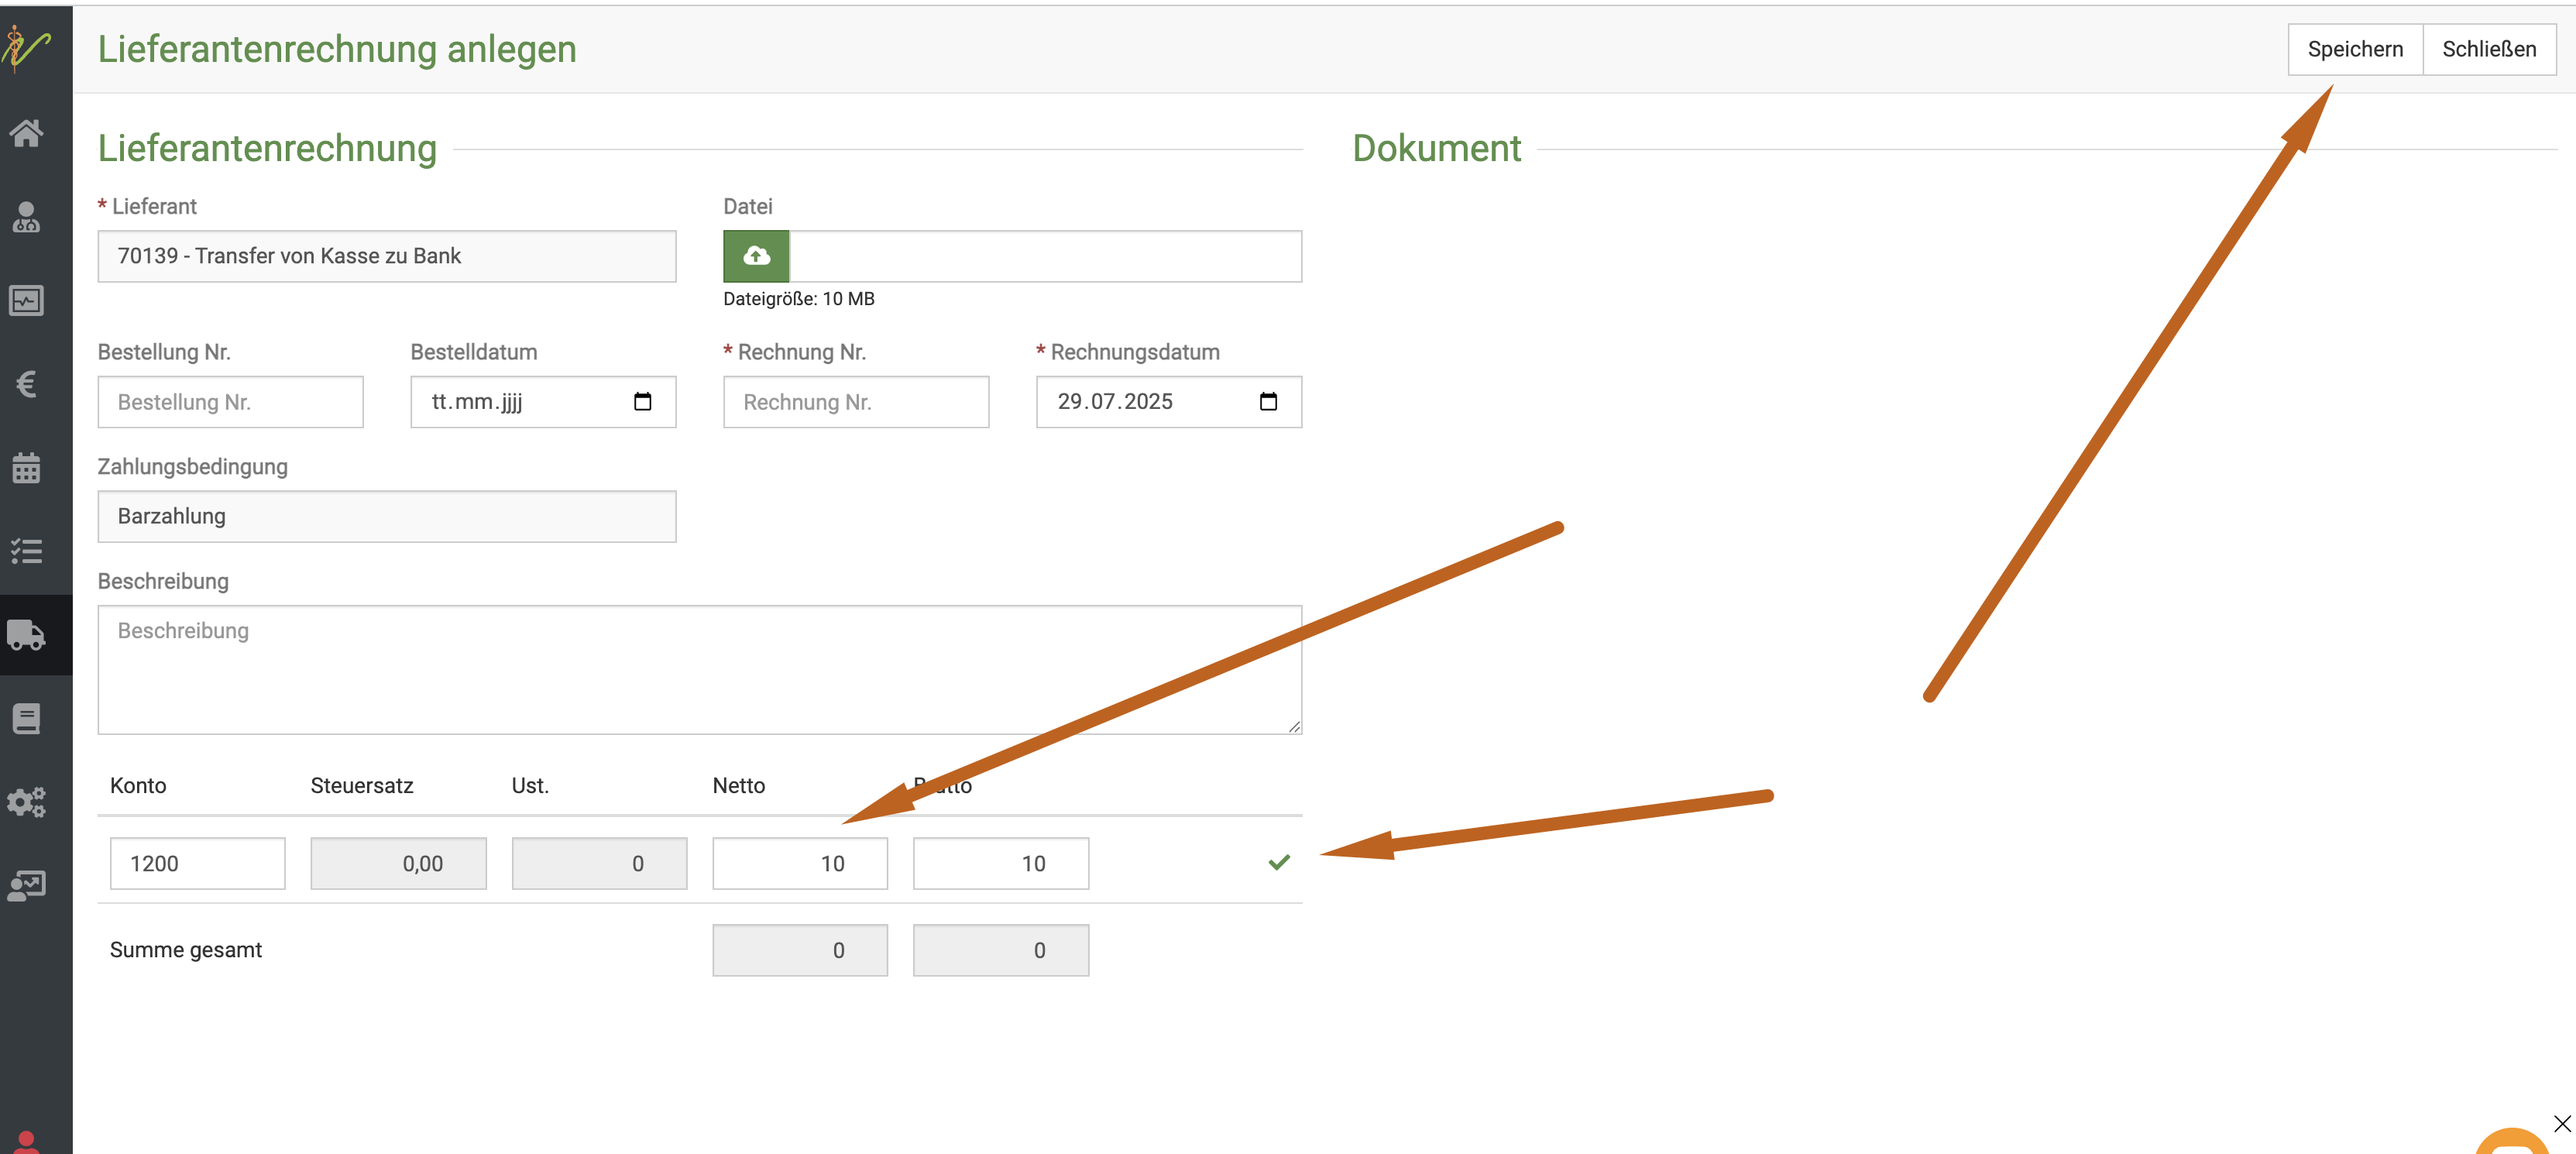 Lieferantenrechnung anlegen
Speichern
Schließen
Lieferantenrechnung
Dokument
* Lieferant
Datei
70139 - Transfer von Kasse zu Bank
Dateigröße: 10 MB
Bestellung Nr.
Bestelldatum
* Rechnung Nr.
* Rechnungsdatum
Bestellung Nr.
tt.mm.jjjj
Rechnung Nr.
29.07.2025
Zahlungsbedingung
Barzahlung
Beschreibung
Beschreibung
Konto
Steuersatz
Ust.
Netto
Brutto
1200
0,00
0
10
10
Summe gesamt
0
0